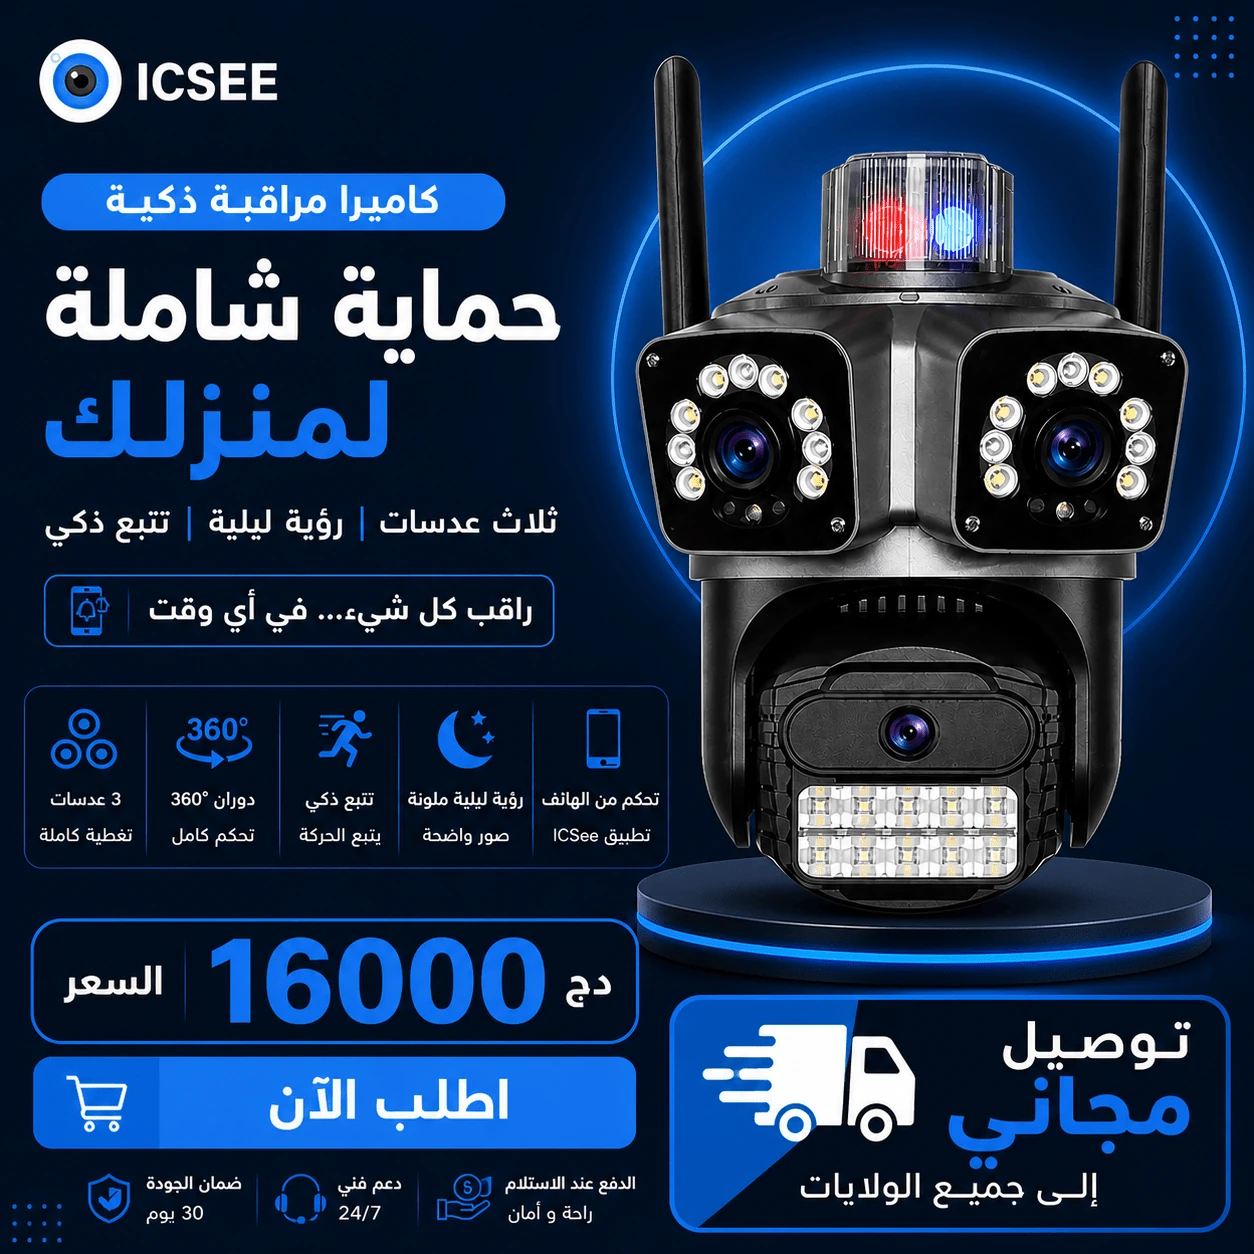 ICSEE
كاميرا مراقبة ذكية
حماية شاملة
لمنزلك
ثلاث عدسات | رؤية ليلية | تتبع ذكي
راقب كل شيء... في أي وقت
تحكم من الهاتف
تطبيق ICSee
رؤية ليلية ملونة
صور واضحة
تتبع ذكي
يتبع الحركة
360°
دوران °360
تحكم كامل
3 عدسات
تغطية كاملة
السعر 16000 دج
اطلب الآن
توصيل
مجاني
إلى جميع الولايات
الدفع عند الاستلام
راحة و أمان
دعم فني
24/7
ضمان الجودة
30 يوم